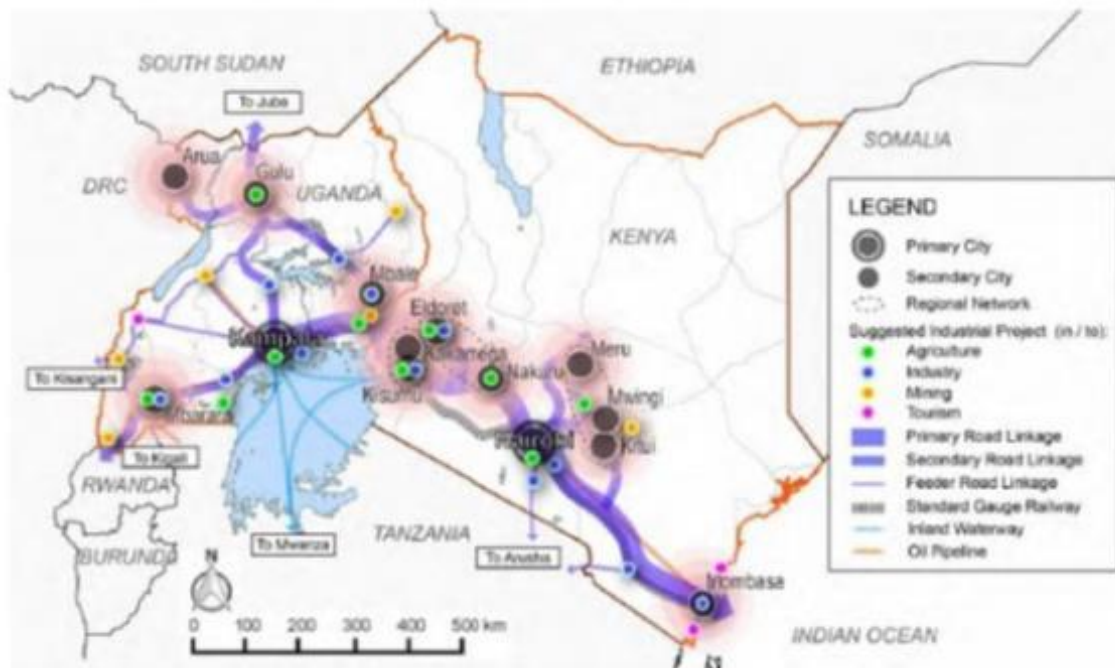 SOUTH SUDAN
ETHIOPIA
To Juba
SOMALIA
Arua
Gulu
DRC
UGANDA
KENYA
LEGEND
Primary City
Secondary City
Regional Network
Suggested Industrial Project (in / to):
Agriculture
Industry
Mining
Tourism
Primary Road Linkage
Secondary Road Linkage
Feeder Road Linkage
Standard Gauge Railway
Inland Waterway
Oil Pipeline
Mbale
Eldoret
Kampala
Kakamega
Meru
To Kisangani
Kisumu
Nakuru
Mwingi
Mbarara
Nairobi
Kitui
To Kigali
RWANDA
TANZANIA
To Mwanza
To Arusha
BURUNDI
N
Mombasa
0 100 200 300 400 500 km
INDIAN OCEAN